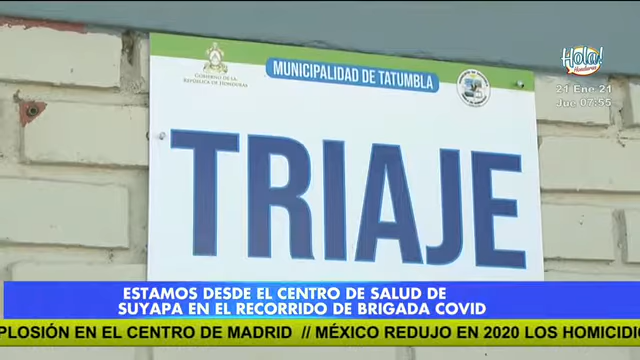 Hola!
Honduras
21 Ene 21
Jue 07:55
GOBIERNO DE LA
REPÚBLICA DE HONDURAS
MUNICIPALIDAD DE TATUMBLA
TRIAJE
ESTAMOS DESDE EL CENTRO DE SALUD DE
SUYAPA EN EL RECORRIDO DE BRIGADA COVID
PLOSIÓN EN EL CENTRO DE MADRID // MÉXICO REDUJO EN 2020 LOS HOMICIDIO